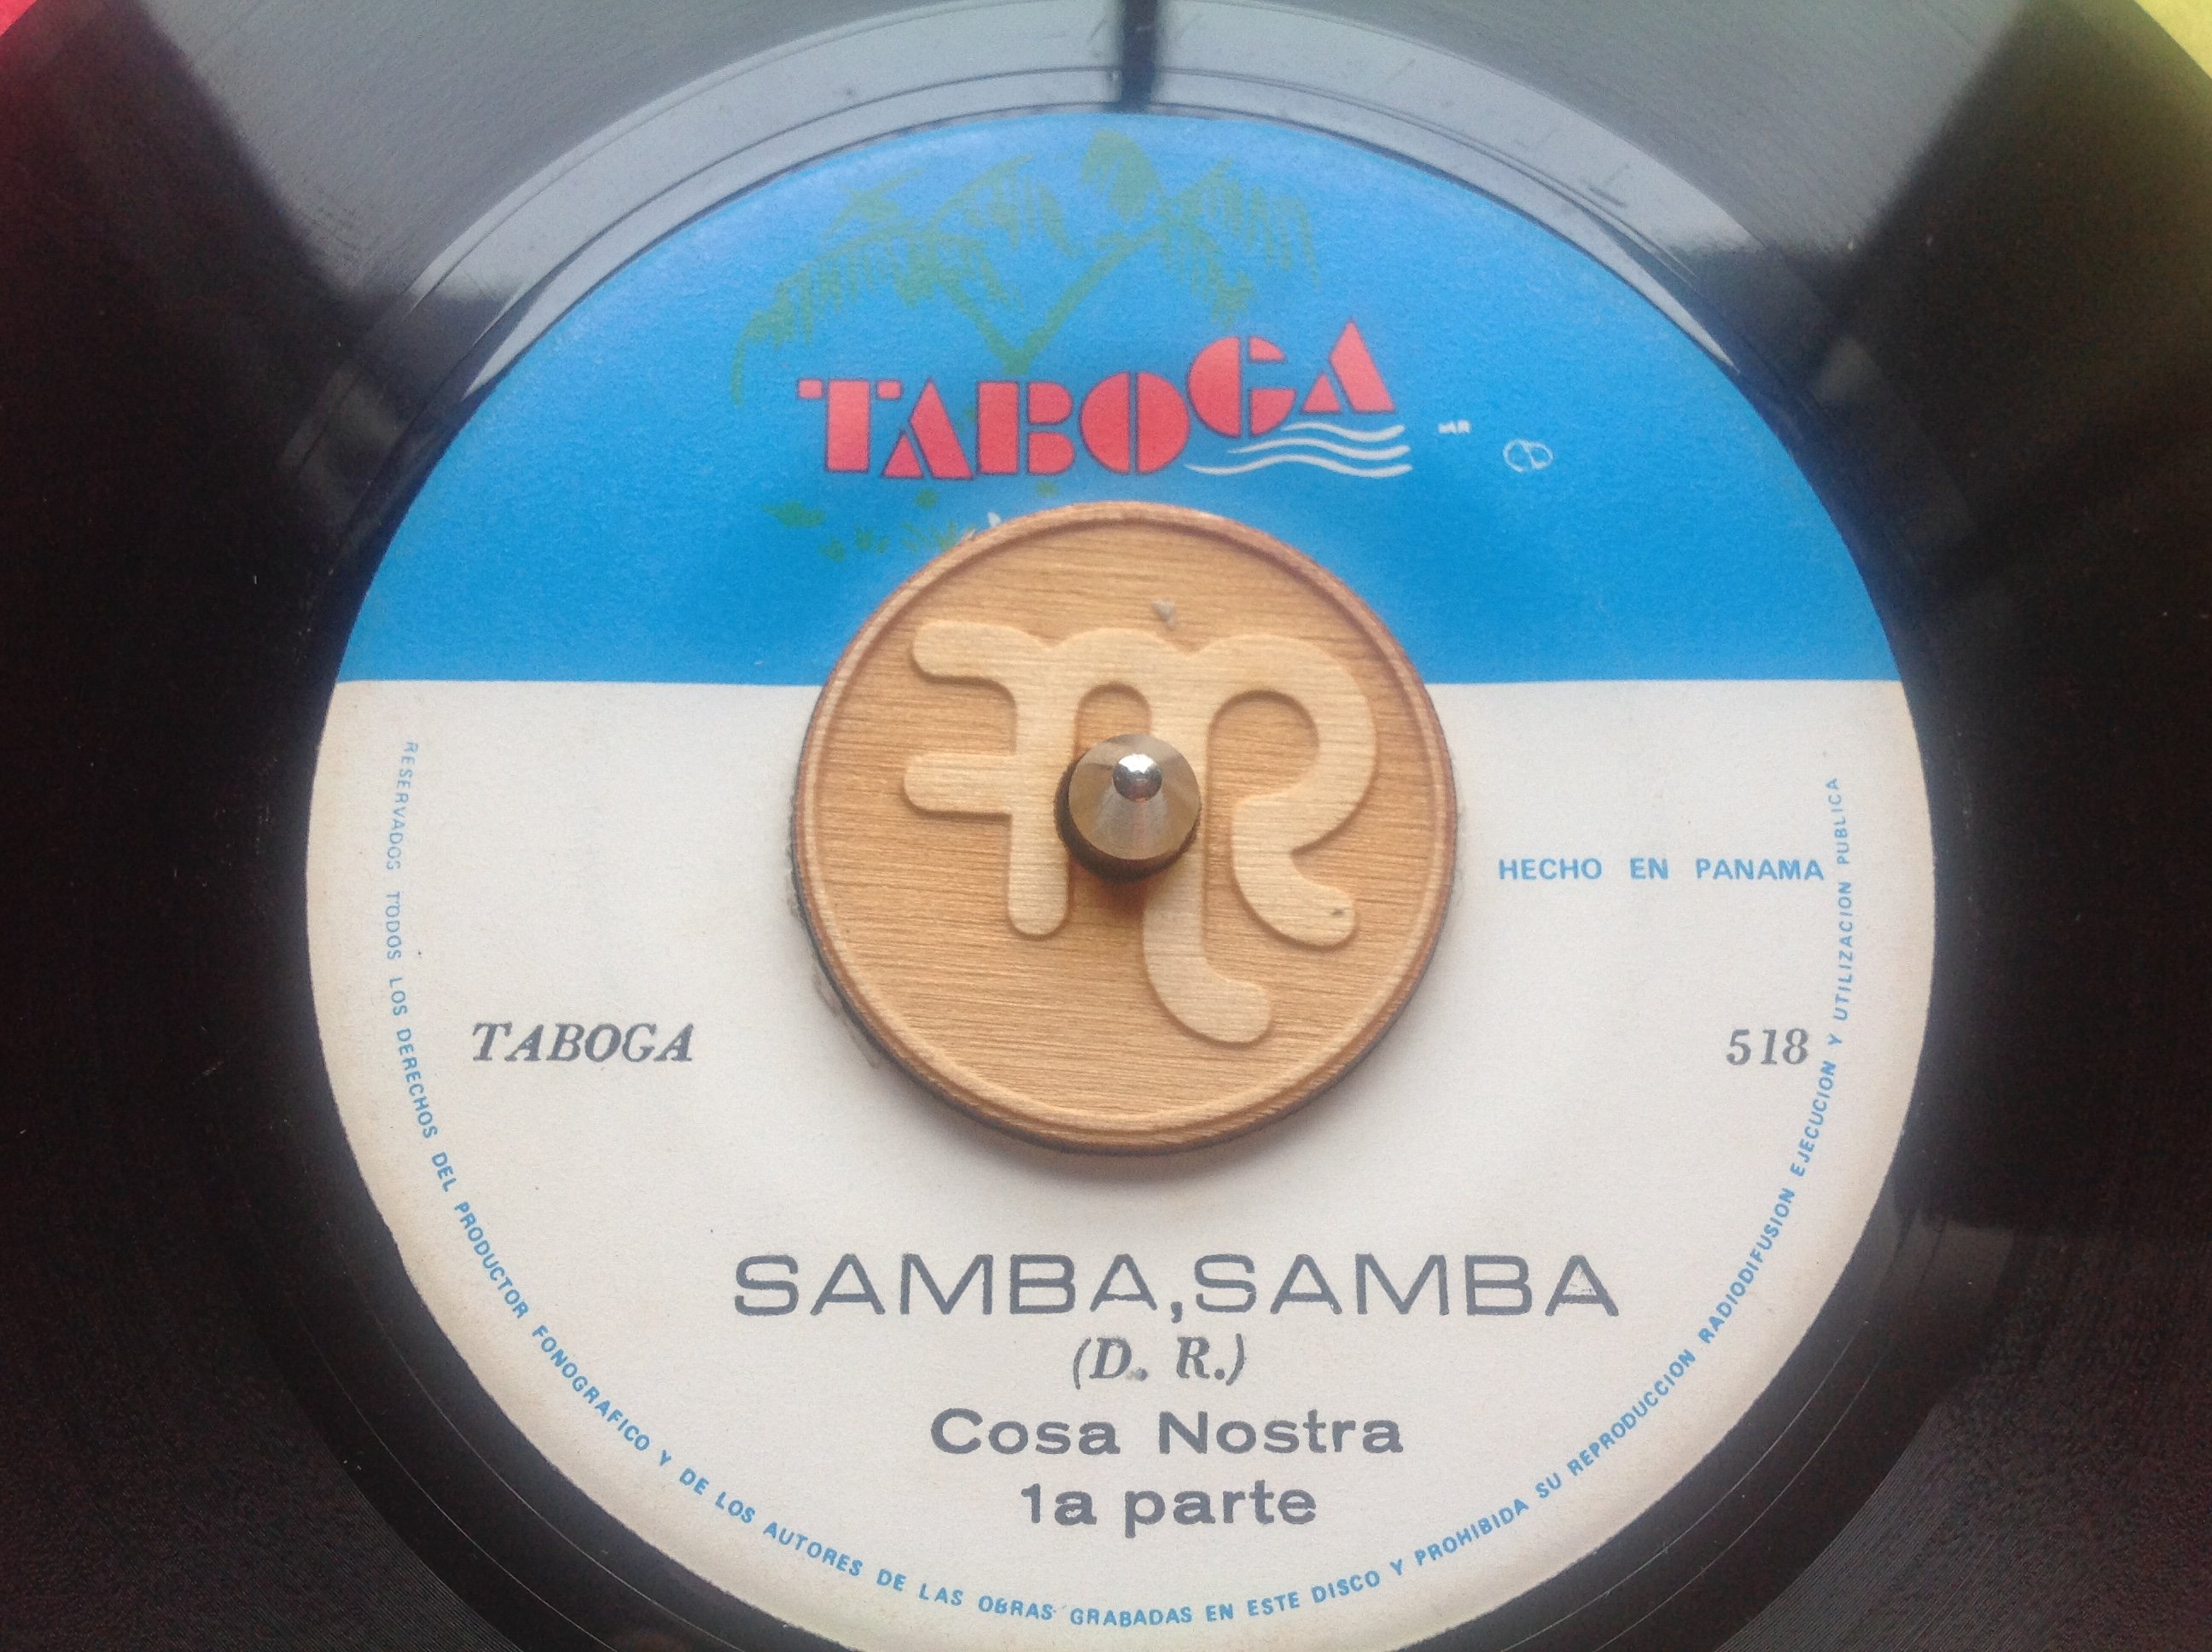 TABOGA
MR
HECHO EN PANAMA
TABOGA
518
SAMBA,SAMBA
(D. R.)
Cosa Nostra
1a parte
RESERVADOS TODOS LOS DERECHOS DEL PRODUCTOR FONOGRAFICO Y DE LOS AUTORES DE LAS OBRAS GRABADAS EN ESTE DISCO Y PROHIBIDA SU REPRODUCCION RADIODIFUSION EJECUCION Y UTILIZACION PUBLICA